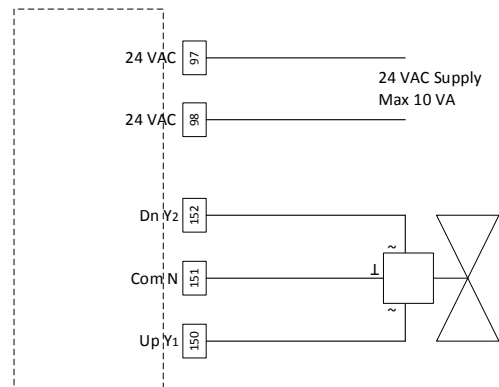 24 VAC 97
24 VAC 98
24 VAC Supply
Max 10 VA
Dn Y2 152
~
Com N 151 ⊥
~
Up Y1 150